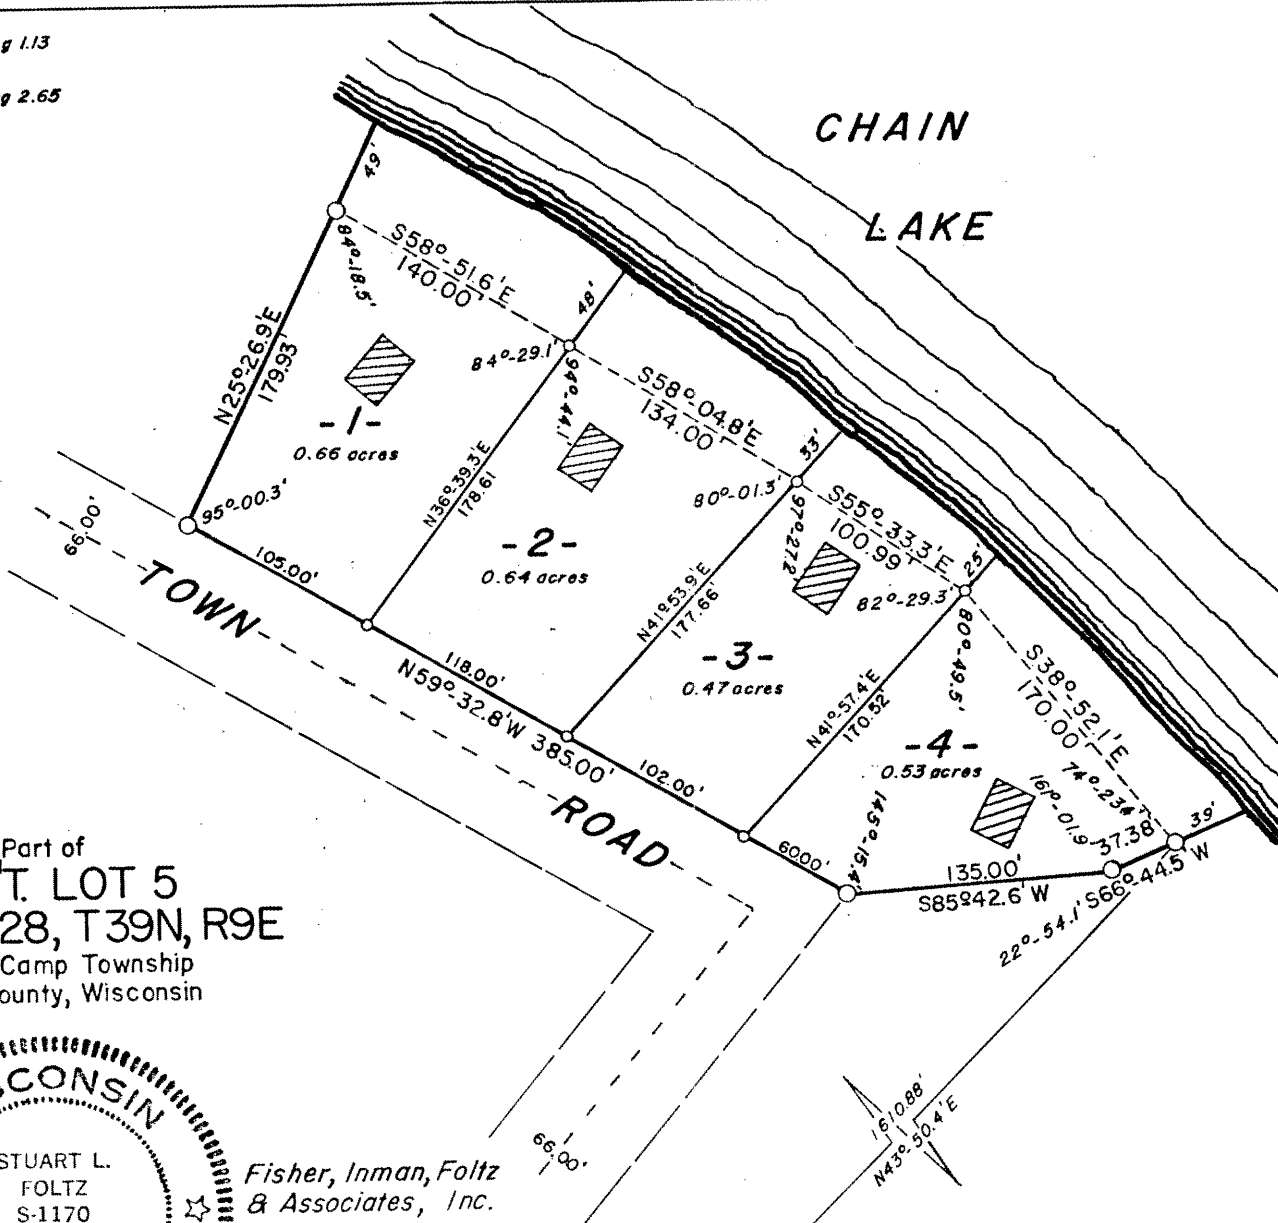 g 1.13
g 2.65
CHAIN
LAKE
49'
S58°-51.6'E
140.00'
84°-18.5'
48'
84°-29.1'
N25°-26.9'E
179.93
-1-
0.66 acres
94°-44.1'
S58°-04.8'E
134.00'
33'
80°-01.3'
N36°-39.3'E
178.61
95°-00.3'
66.00'
105.00'
-2-
0.64 acres
97°-27.2'
S55°-33.3'E
100.99'
25'
82°-29.3'
N41°-53.9'E
177.66'
TOWN
-3-
0.47 acres
80°-49.5'
S38°-52.1'E
170.00'
118.00'
N59°-32.8'W 385.00'
N41°-57.4'E
170.52'
-4-
0.53 acres
102.00'
74°-23.4'
161°-01.9'
39'
ROAD
60.00'
145°-15.4'
135.00'
S85°42.6'W
37.38'
S66°-44.5'W
22°-54.1'
Part of
'T. LOT 5
28, T39N, R9E
Camp Township
ounty, Wisconsin
CONSIN
STUART L.
FOLTZ
S-1170
66.00'
Fisher, Inman, Foltz
& Associates, Inc.
1610.88'
N43°-50.4'E